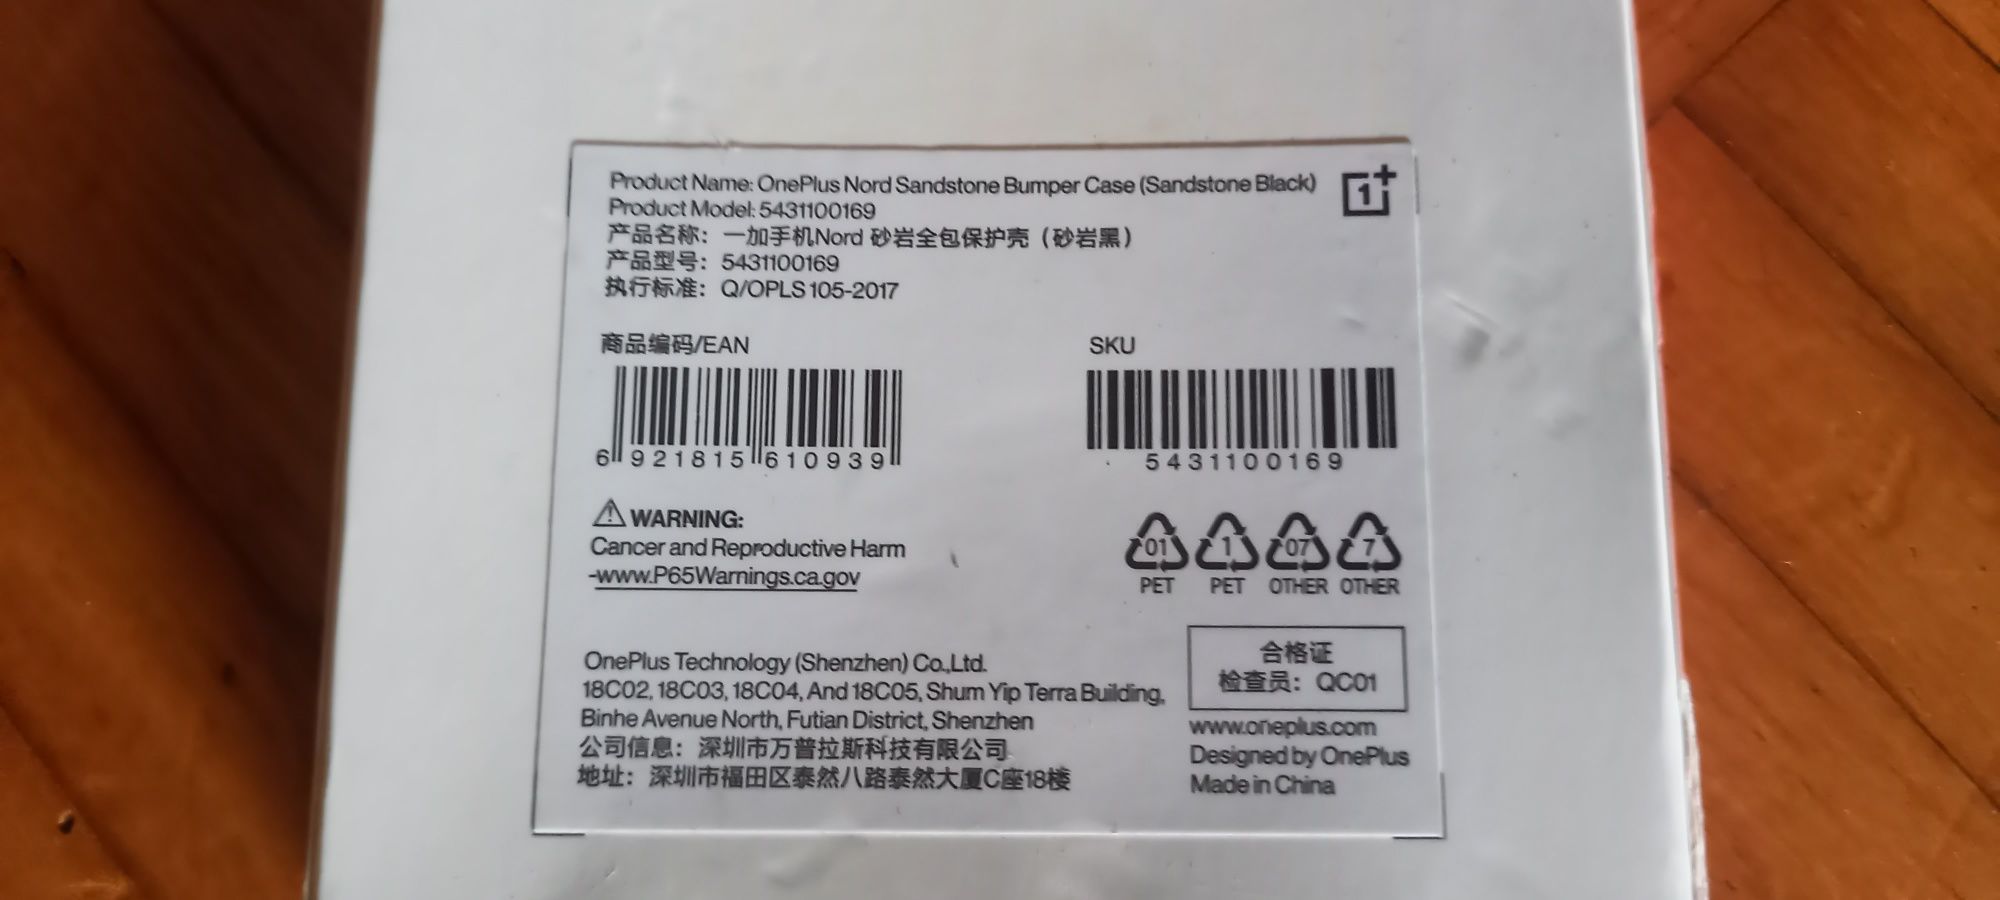 Product Name: OnePlus Nord Sandstone Bumper Case (Sandstone Black)
Product Model: 5431100169
产品名称：一加手机Nord 砂岩全包保护壳（砂岩黑）
产品型号：5431100169
执行标准：Q/OPLS 105-2017
商品编码/EAN
6 921815 610939
SKU
5431100169
WARNING:
Cancer and Reproductive Harm
-www.P65Warnings.ca.gov
01 1 07 7
PET PET OTHER OTHER
OnePlus Technology (Shenzhen) Co.,Ltd.
18C02, 18C03, 18C04, And 18C05, Shum Yip Terra Building,
Binhe Avenue North, Futian District, Shenzhen
公司信息：深圳市万普拉斯科技有限公司
地址：深圳市福田区泰然八路泰然大厦C座18楼
合格证
检查员：QC01
www.oneplus.com
Designed by OnePlus
Made in China